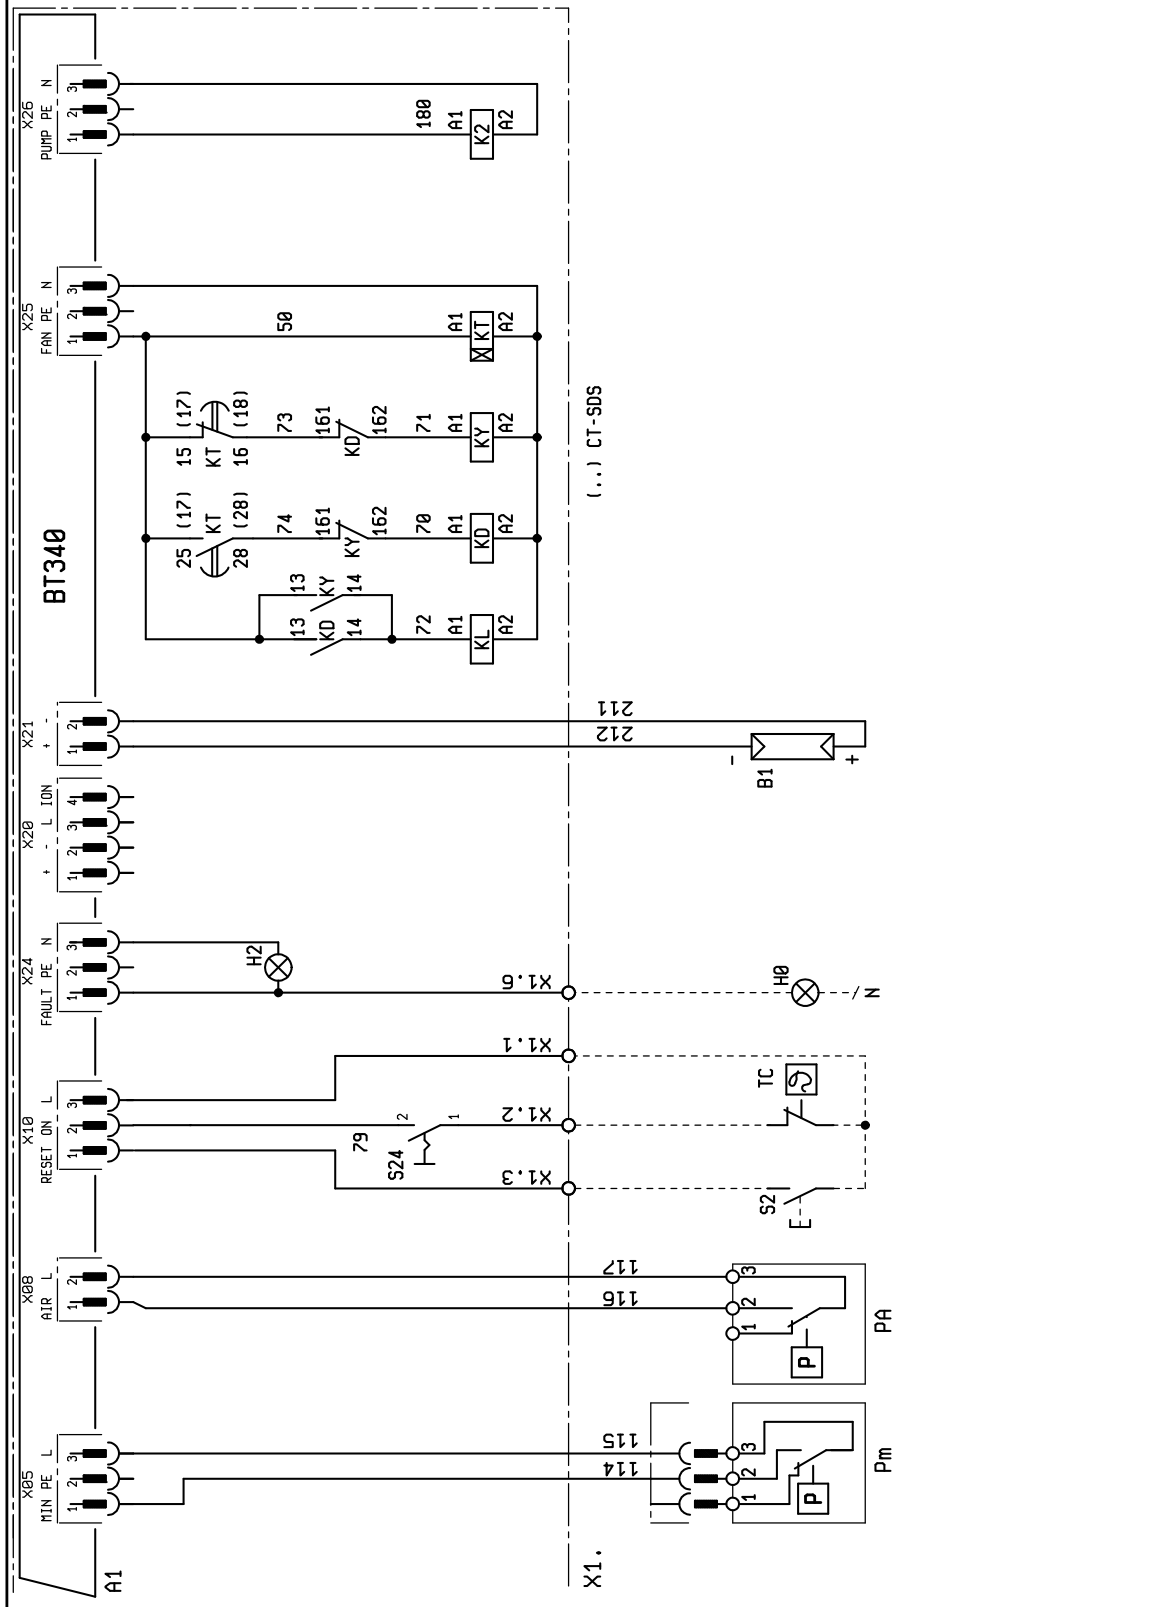 X26
PUMP PE N
1 2 3
180
A1
K2
A2
X25
FAN PE N
1 2 3
50
A1
KT
A2
15 (17)
KT
16 (18)
73
161
KD
162
71
A1
KY
A2
25 (17)
KT
28 (28)
74
161
KY
162
70
A1
KD
A2
13
KY
14
13
KD
14
72
A1
KL
A2
BT340
(..) CT-SDS
X21
+ -
1 2
211
212
-
B1
+
X20
+ - L ION
1 2 3 4
X24
FAULT PE N
1 2 3
H2
X1.6
H0
N
X10
RESET ON L
1 2 3
X1.1
TC
79
2
S24
1
X1.2
X1.3
S2
X08
AIR L
1 2
117
116
3
2
1
P
PA
X05
MIN PE L
1 2 3
115
114
3
2
1
P
Pm
A1
X1.